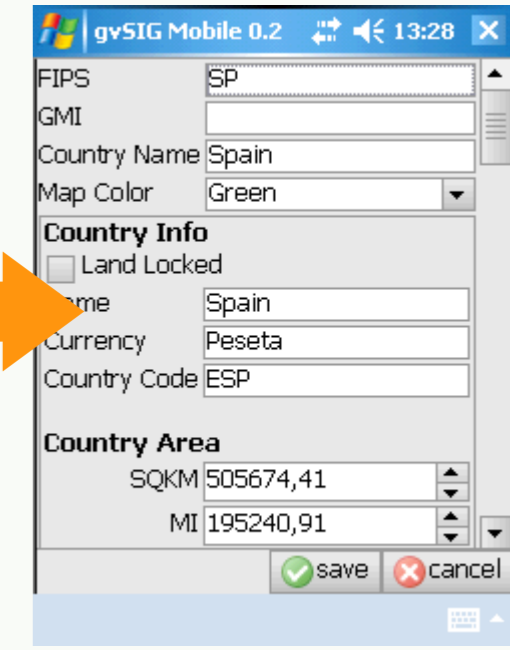 gvSIG Mobile 0.2 13:28
FIPS SP
GMI
Country Name Spain
Map Color Green
Country Info
Land Locked
me Spain
Currency Peseta
Country Code ESP
Country Area
SQKM 505674,41
MI 195240,91
save cancel